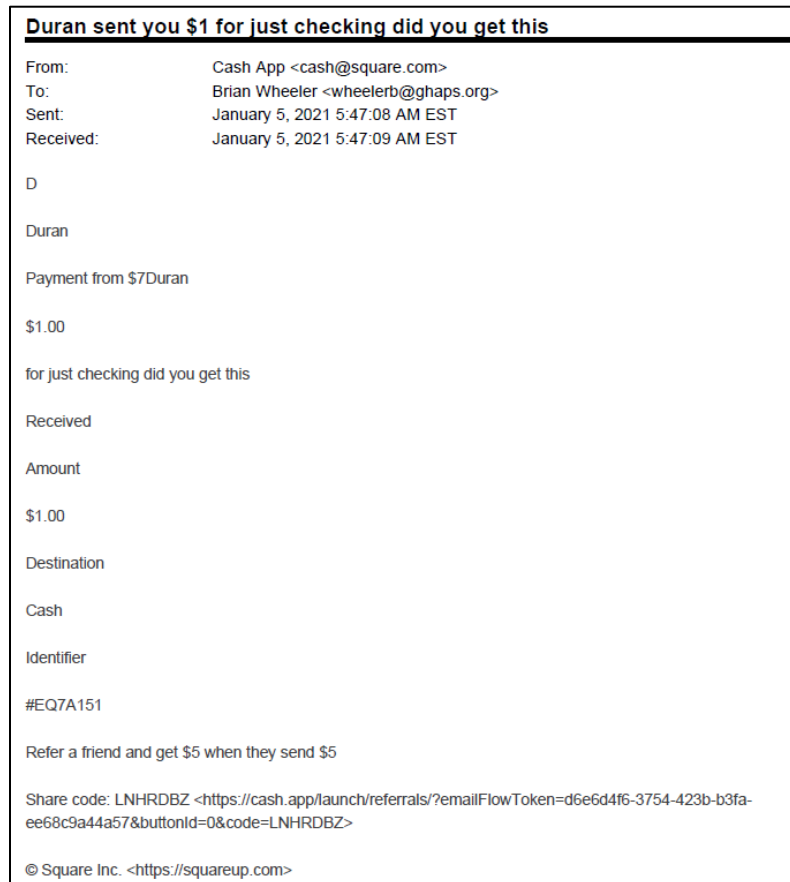 Duran sent you $1 for just checking did you get this
From: Cash App <cash@square.com>
To: Brian Wheeler <wheelerb@ghaps.org>
Sent: January 5, 2021 5:47:08 AM EST
Received: January 5, 2021 5:47:09 AM EST
D
Duran
Payment from $7Duran
$1.00
for just checking did you get this
Received
Amount
$1.00
Destination
Cash
Identifier
#EQ7A151
Refer a friend and get $5 when they send $5
Share code: LNHRDBZ <https://cash.app/launch/referrals/?emailFlowToken=d6e6d4f6-3754-423b-b3fa-
ee68c9a44a57&buttonId=0&code=LNHRDBZ>
© Square Inc. <https://squareup.com>